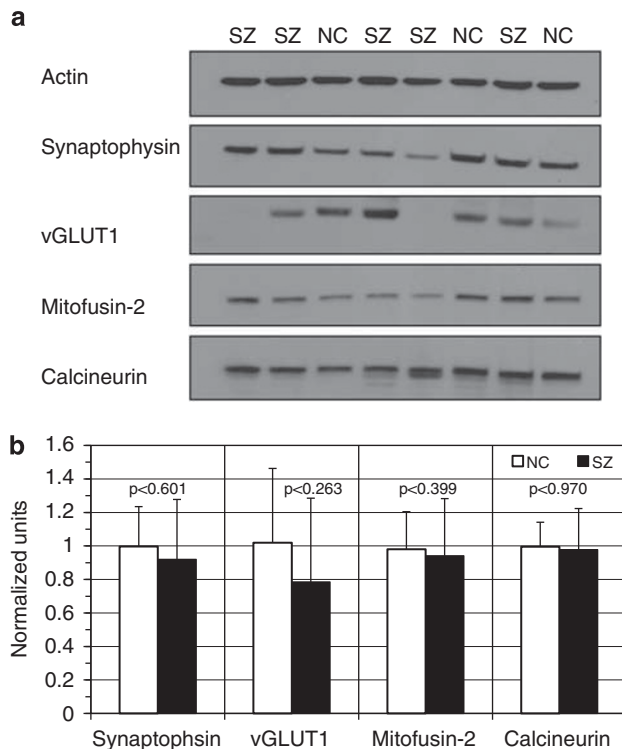 a
SZ SZ NC SZ SZ NC SZ NC
Actin
Synaptophysin
vGLUT1
Mitofusin-2
Calcineurin
b
1.6
1.4
1.2
1
0.8
0.6
0.4
0.2
0
Normalized units
NC SZ
p<0.601 p<0.263 p<0.399 p<0.970
Synaptophsin vGLUT1 Mitofusin-2 Calcineurin